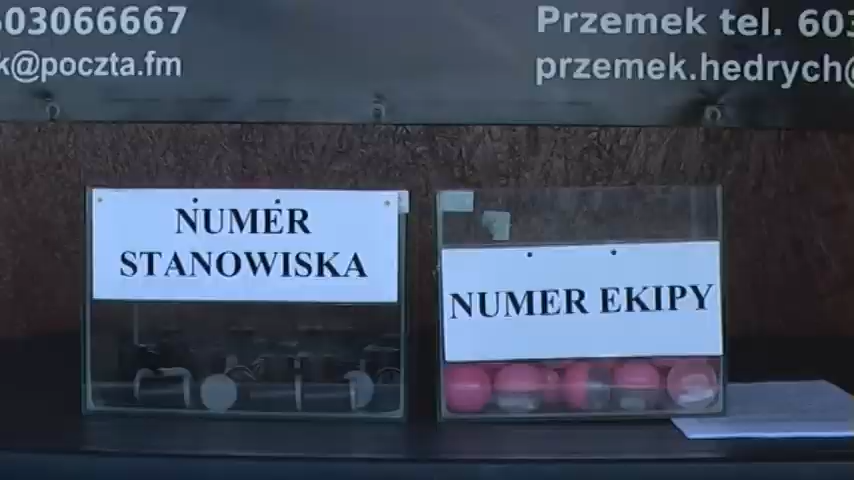 603066667
k@poczta.fm
Przemek tel. 603
przemek.hedrych@
NUMER
STANOWISKA
NUMER EKIPY